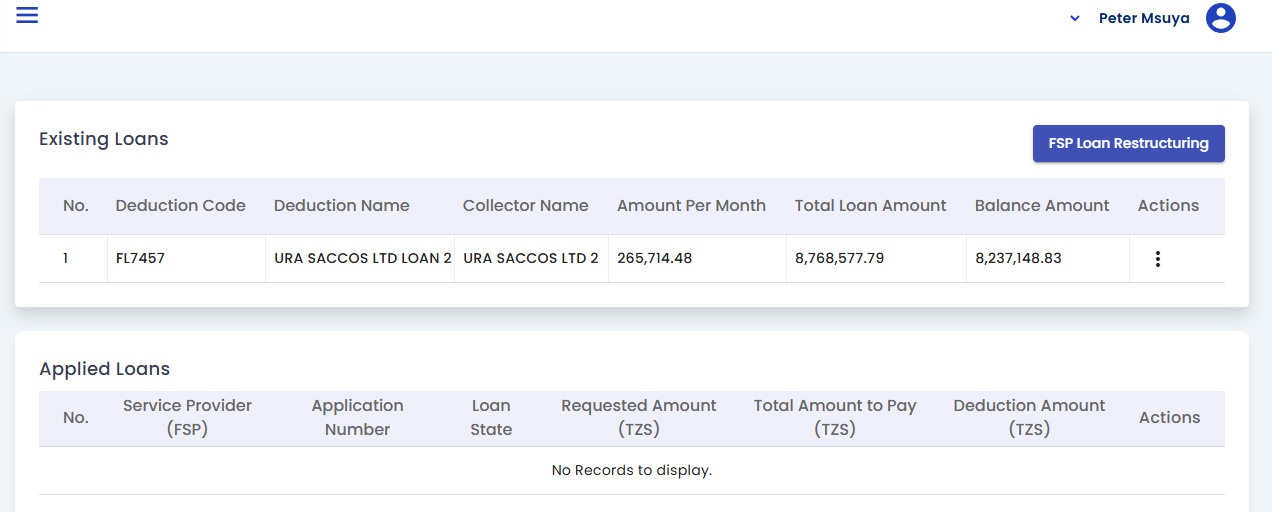 Peter Msuya
Existing Loans
FSP Loan Restructuring
No. Deduction Code Deduction Name Collector Name Amount Per Month Total Loan Amount Balance Amount Actions
1 FL7457 URA SACCOS LTD LOAN 2 URA SACCOS LTD 2 265,714.48 8,768,577.79 8,237,148.83
Applied Loans
No. Service Provider (FSP) Application Number Loan State Requested Amount (TZS) Total Amount to Pay (TZS) Deduction Amount (TZS) Actions
No Records to display.